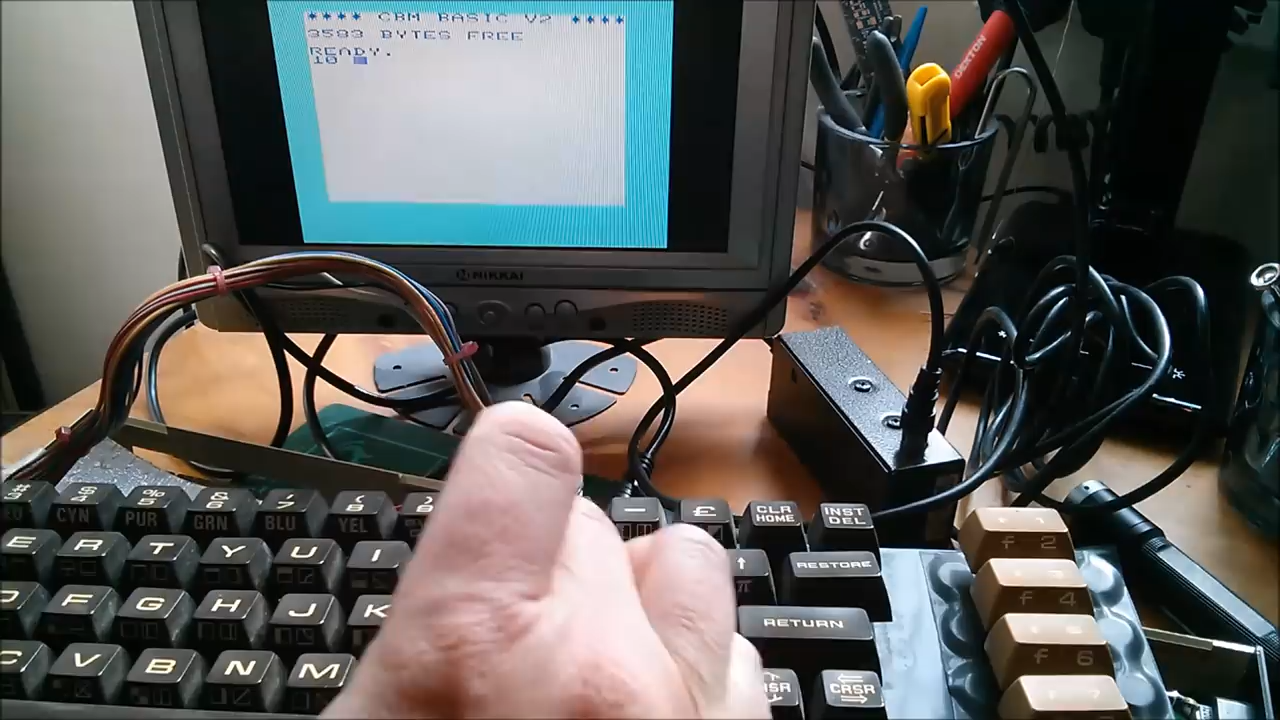 **** CBM BASIC V2 ****
3583 BYTES FREE
READY.
10
NIKKAI
DEXTON
# $ % & ' (
CYN PUR GRN BLU YEL
- £ CLR HOME INST DEL
E R T Y U I ↑ π RESTORE
F G H J K RETURN
C V B N M CRSR
f 2
f 4
f 6